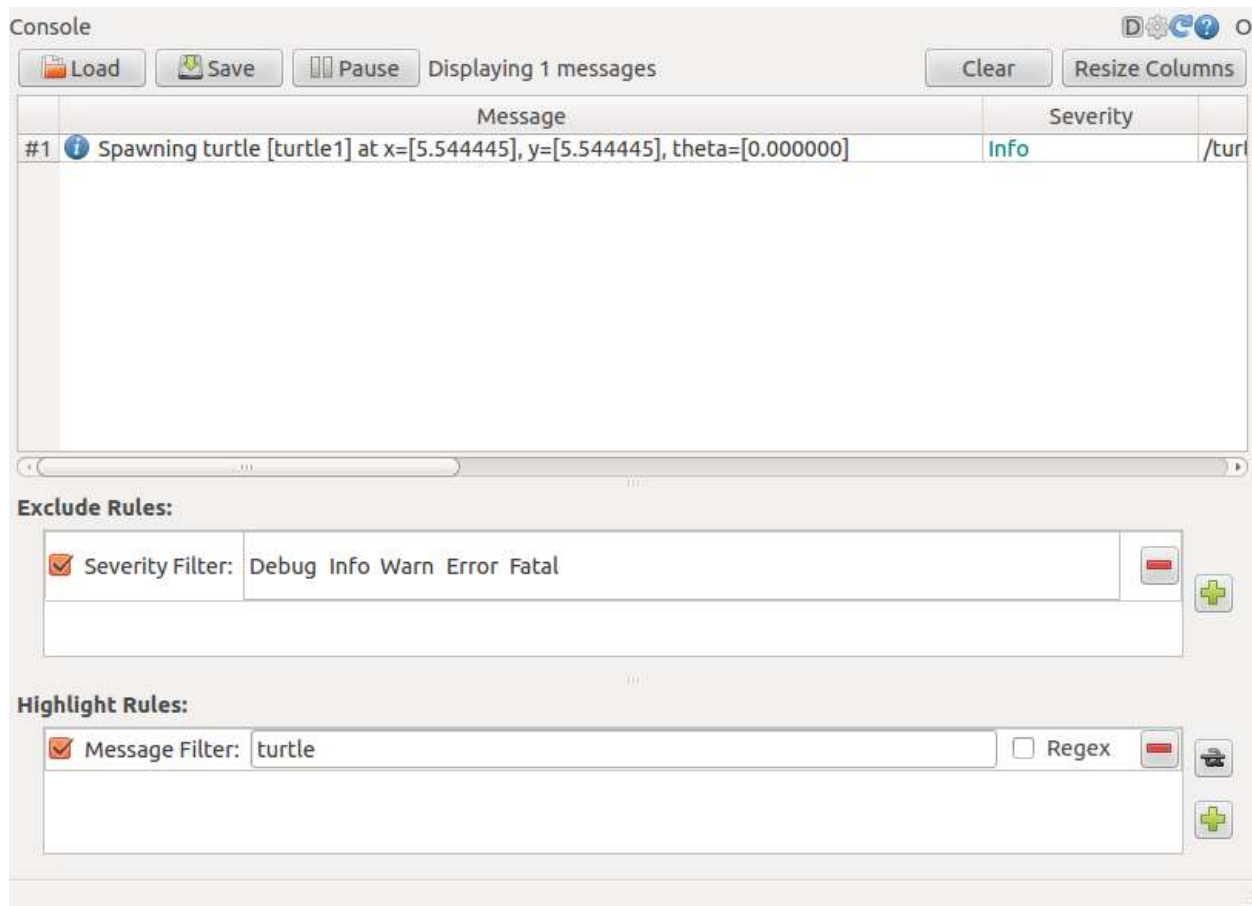 Console D O
Load Save Pause Displaying 1 messages Clear Resize Columns
Message Severity
#1 Spawning turtle [turtle1] at x=[5.544445], y=[5.544445], theta=[0.000000] Info /turt
Exclude Rules:
Severity Filter: Debug Info Warn Error Fatal
Highlight Rules:
Message Filter: turtle Regex